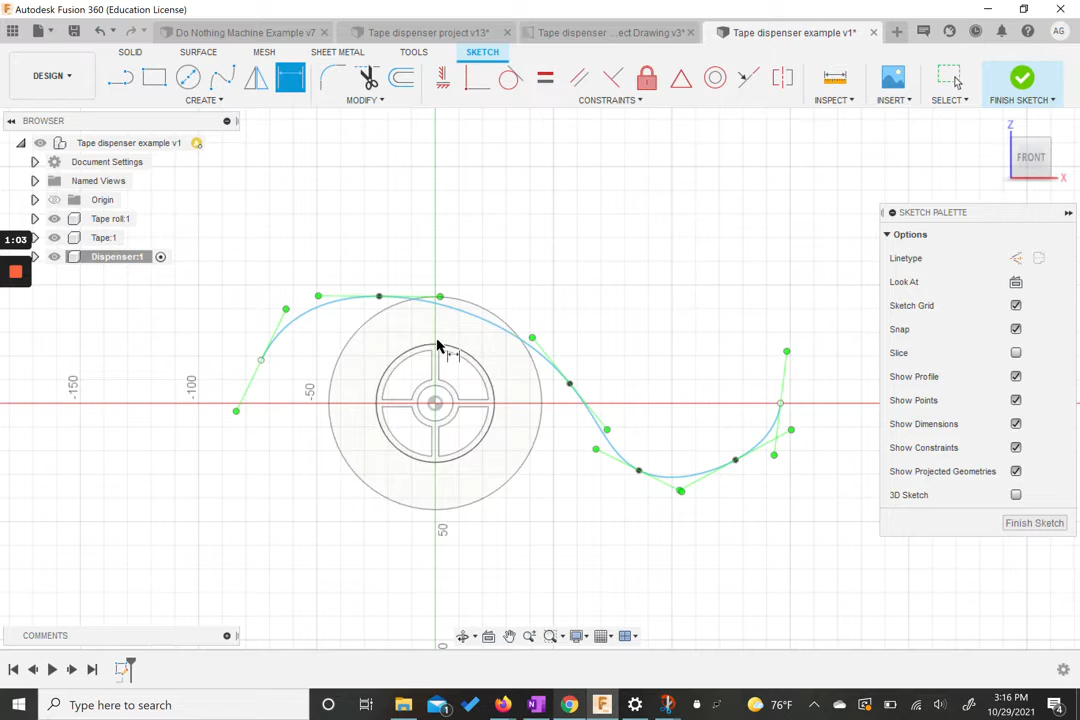 Autodesk Fusion 360 (Education License)
Do Nothing Machine Example v7
Tape dispenser project v13*
Tape dispenser ...ect Drawing v3*
Tape dispenser example v1*
AG
DESIGN
SOLID
SURFACE
MESH
SHEET METAL
TOOLS
SKETCH
CREATE
MODIFY
CONSTRAINTS
INSPECT
INSERT
SELECT
FINISH SKETCH
BROWSER
Tape dispenser example v1
Document Settings
Named Views
Origin
Tape roll:1
Tape:1
Dispenser:1
1:03
Z
FRONT
X
-150
-100
-50
50
SKETCH PALETTE
Options
Linetype
Look At
Sketch Grid
Snap
Slice
Show Profile
Show Points
Show Dimensions
Show Constraints
Show Projected Geometries
3D Sketch
Finish Sketch
COMMENTS
Type here to search
1
76°F
3:16 PM
10/29/2021
4